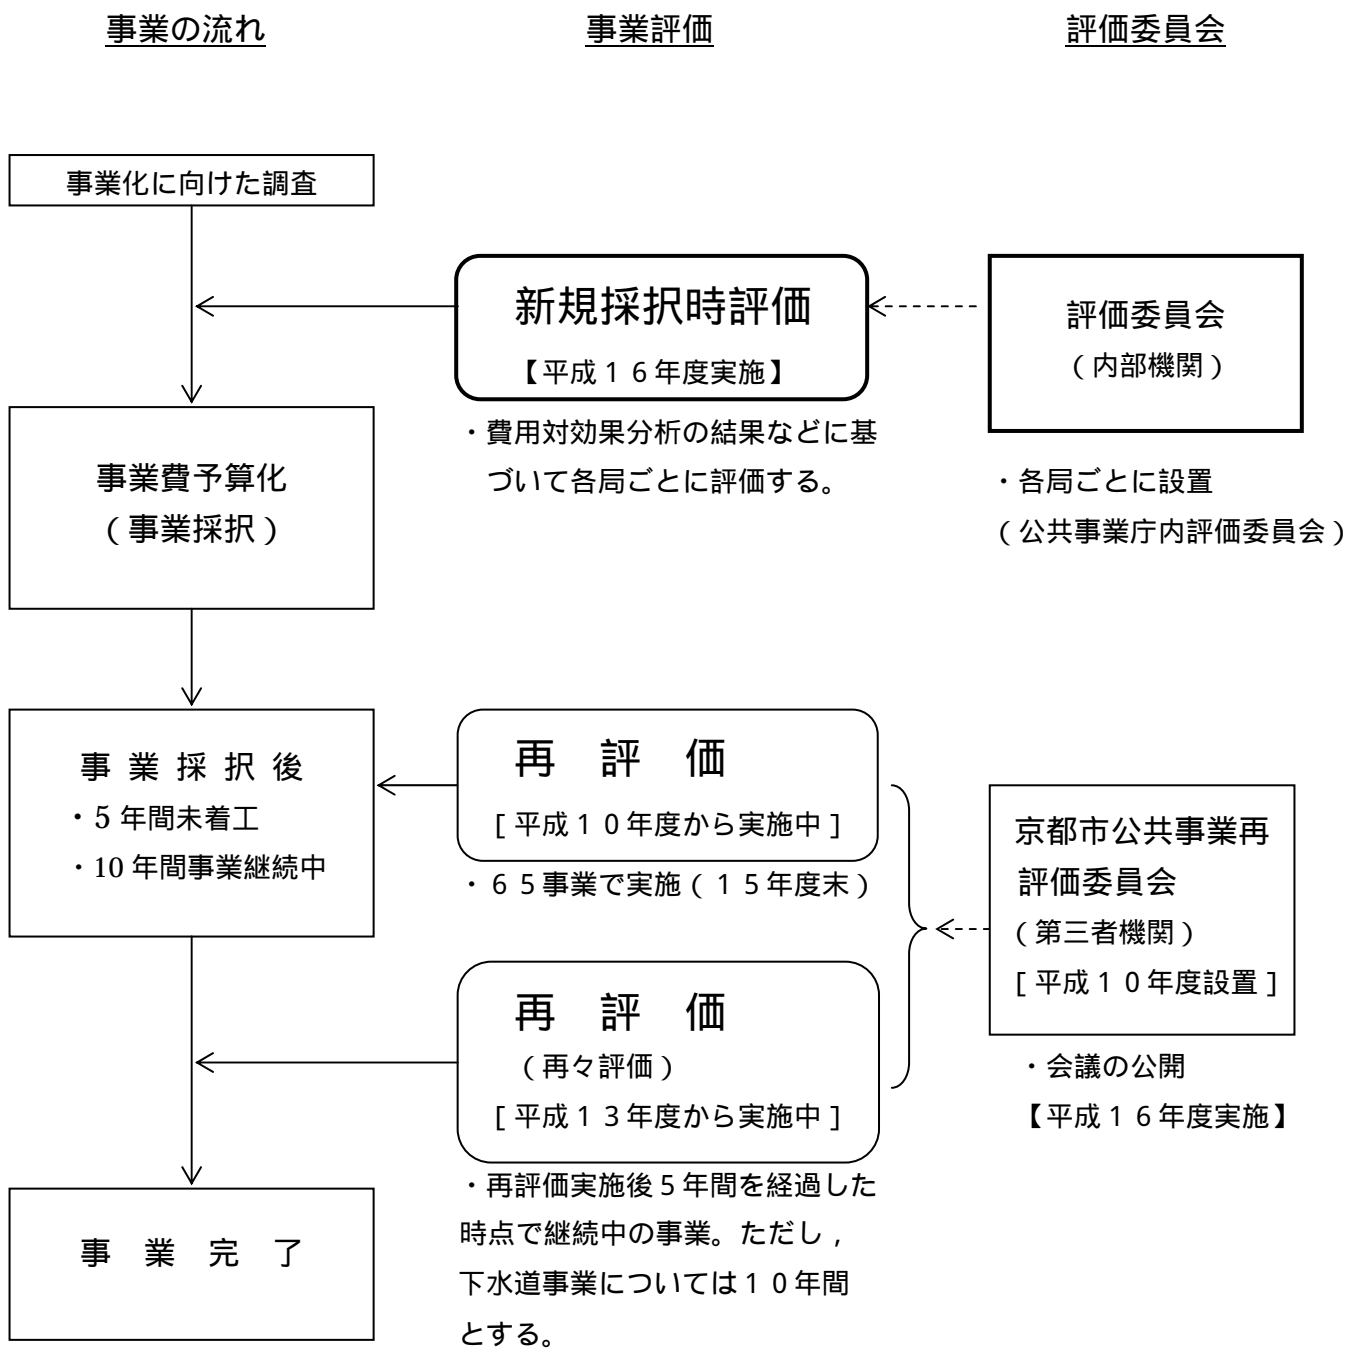 事業の流れ
事業評価
評価委員会
事業化に向けた調査
新規採択時評価
【平成１６年度実施】
・費用対効果分析の結果などに基
づいて各局ごとに評価する。
評価委員会
（内部機関）
・各局ごとに設置
（公共事業庁内評価委員会）
事業費予算化
（事業採択）
事 業 採 択 後
・5 年間未着工
・10 年間事業継続中
再　評　価
［平成１０年度から実施中］
・６５事業で実施（１５年度末）
再　評　価
（再々評価）
［平成１３年度から実施中］
・再評価実施後５年間を経過した
時点で継続中の事業。ただし，
下水道事業については１０年間
とする。
京都市公共事業再
評価委員会
（第三者機関）
［平成１０年度設置］
・会議の公開
【平成１６年度実施】
事　業　完　了